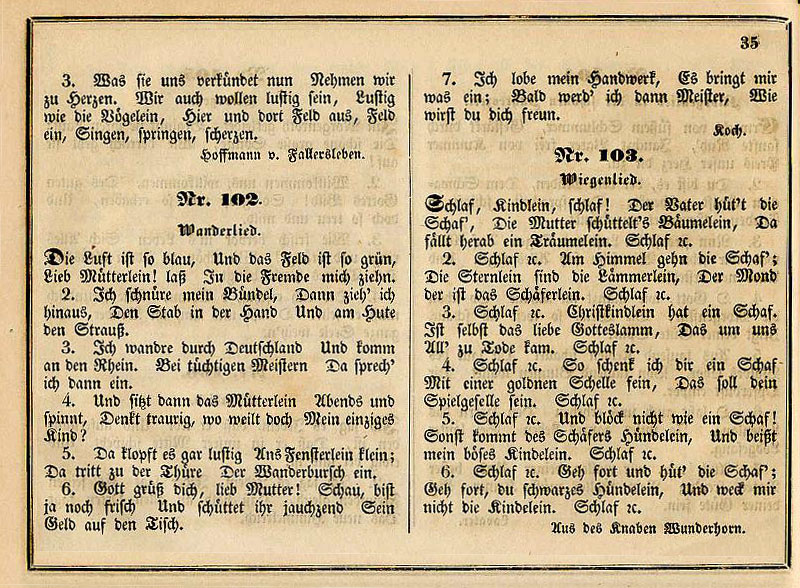 35
3. Was sie uns verkündet nun Nehmen wir
zu Herzen. Wir auch wollen lustig sein, Lustig
wie die Vögelein, Hier und dort Feld aus, Feld
ein, Singen, springen, scherzen.
Hoffmann v. Fallersleben.
Nr. 102.
Wanderlied.
Die Luft ist so blau, Und das Feld ist so grün,
Lieb Mütterlein! laß In die Fremde mich ziehn.
2. Ich schnüre mein Bündel, Dann zieh' ich
hinaus, Den Stab in der Hand Und am Hute
den Strauß.
3. Ich wandre durch Deutschland Und komm
an den Rhein. Bei tüchtigen Meistern Da sprech'
ich dann ein.
4. Und sitzt dann das Mütterlein Abends und
spinnt, Denkt traurig, wo weilt doch Mein einziges
Kind?
5. Da klopft es gar lustig Ans Fensterlein klein;
Da tritt zu der Thüre Der Wanderbursch ein.
6. Gott grüß dich, lieb Mutter! Schau, bist
ja noch frisch Und schüttet ihr jauchzend Sein
Geld auf den Tisch.
7. Ich lobe mein Handwerk, Es bringt mir
was ein; Bald werd' ich dann Meister, Wie
wirst du dich freun.
Koch.
Nr. 103.
Wiegenlied.
Schlaf, Kindlein, schlaf! Der Vater hüt't die
Schaf', Die Mutter schüttelt's Bäumelein, Da
fällt herab ein Träumelein. Schlaf ꝛc.
2. Schlaf ꝛc. Am Himmel gehn die Schaf';
Die Sternlein sind die Lämmerlein, Der Mond
der ist das Schäferlein. Schlaf ꝛc.
3. Schlaf ꝛc. Christkindlein hat ein Schaf.
Ist selbst das liebe Gotteslamm, Das um uns
All' zu Tode kam. Schlaf ꝛc.
4. Schlaf ꝛc. So schenk ich dir ein Schaf
Mit einer goldnen Schelle fein, Das soll dein
Spielgeselle sein. Schlaf ꝛc.
5. Schlaf ꝛc. Und blöck nicht wie ein Schaf!
Sonst kommt des Schäfers Hündelein, Und beißt
mein böses Kindelein. Schlaf ꝛc.
6. Schlaf ꝛc. Geh fort und hüt' die Schaf';
Geh fort, du schwarzes Hündelein, Und weck mir
nicht die Kindelein. Schlaf ꝛc.
Aus des Knaben Wunderhorn.